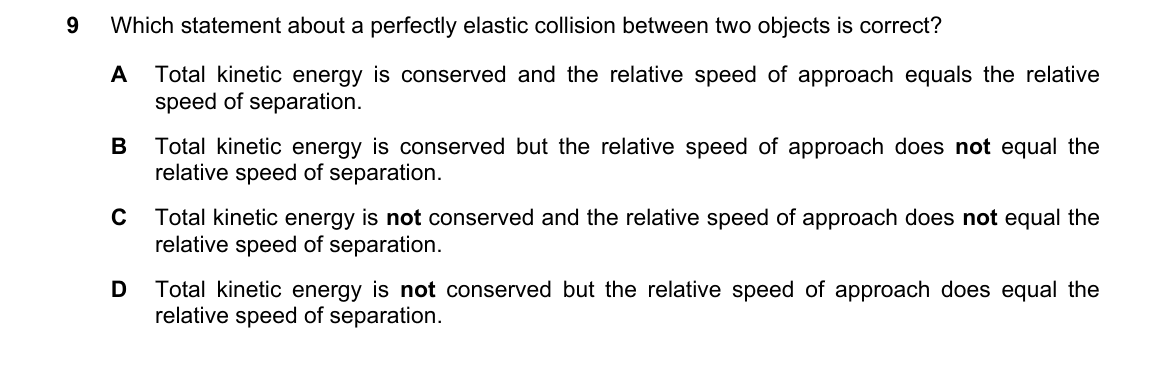 9 Which statement about a perfectly elastic collision between two objects is correct?
A Total kinetic energy is conserved and the relative speed of approach equals the relative
speed of separation.
B Total kinetic energy is conserved but the relative speed of approach does not equal the
relative speed of separation.
C Total kinetic energy is not conserved and the relative speed of approach does not equal the
relative speed of separation.
D Total kinetic energy is not conserved but the relative speed of approach does equal the
relative speed of separation.